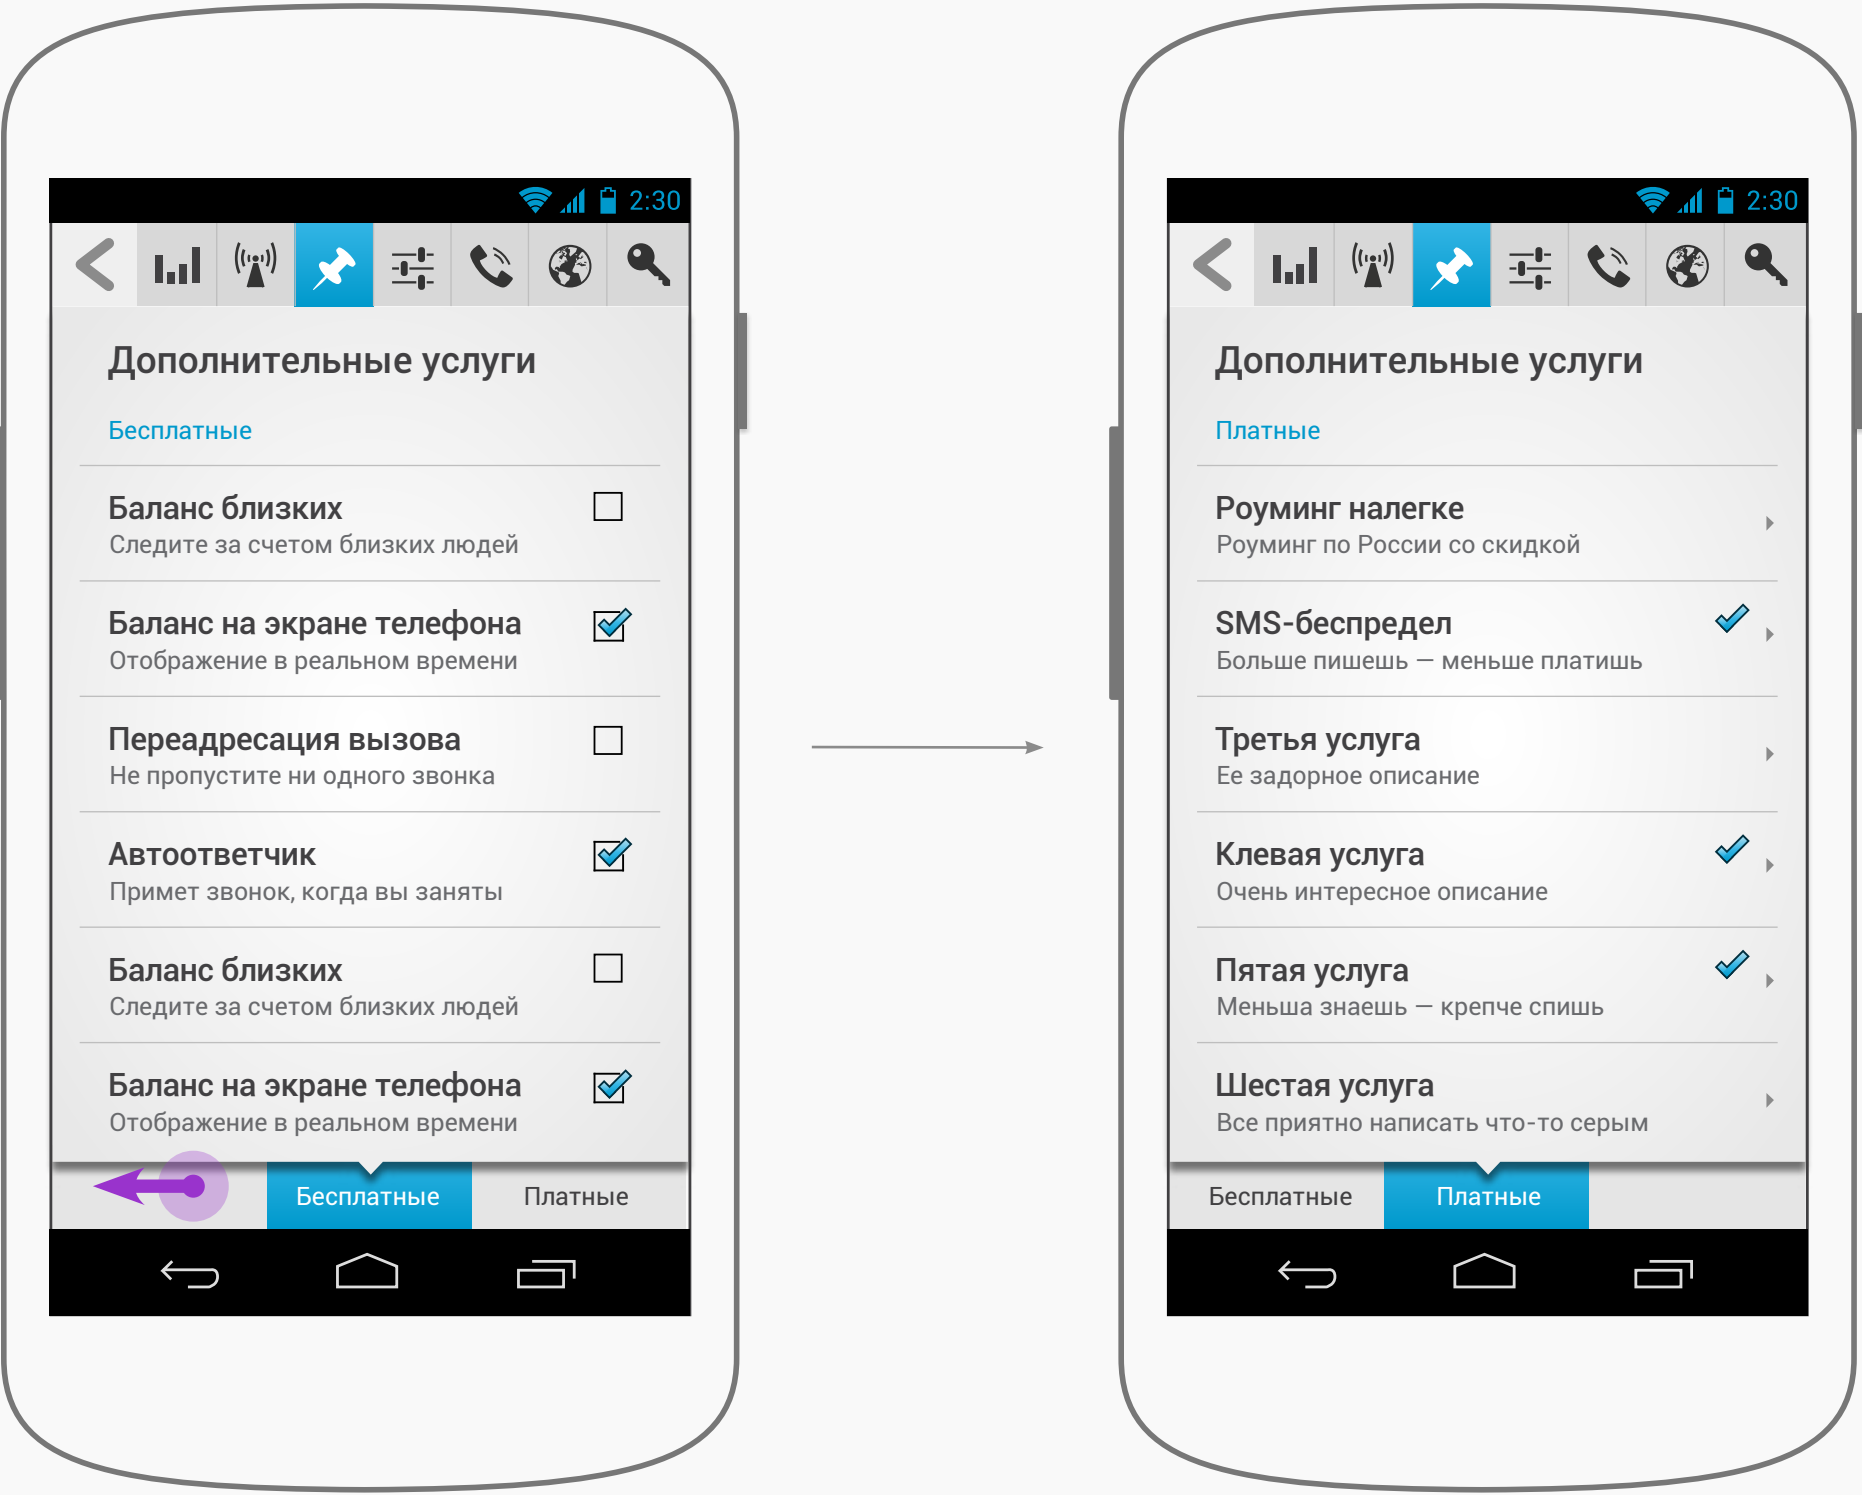 2:30
Дополнительные услуги
Бесплатные
Баланс близких
Следите за счетом близких людей
Баланс на экране телефона
Отображение в реальном времени
Переадресация вызова
Не пропустите ни одного звонка
Автоответчик
Примет звонок, когда вы заняты
Баланс близких
Следите за счетом близких людей
Баланс на экране телефона
Отображение в реальном времени
Бесплатные
Платные
2:30
Дополнительные услуги
Платные
Роуминг налегке
Роуминг по России со скидкой
SMS-беспредел
Больше пишешь — меньше платишь
Третья услуга
Ее задорное описание
Клевая услуга
Очень интересное описание
Пятая услуга
Меньша знаешь — крепче спишь
Шестая услуга
Все приятно написать что-то серым
Бесплатные
Платные